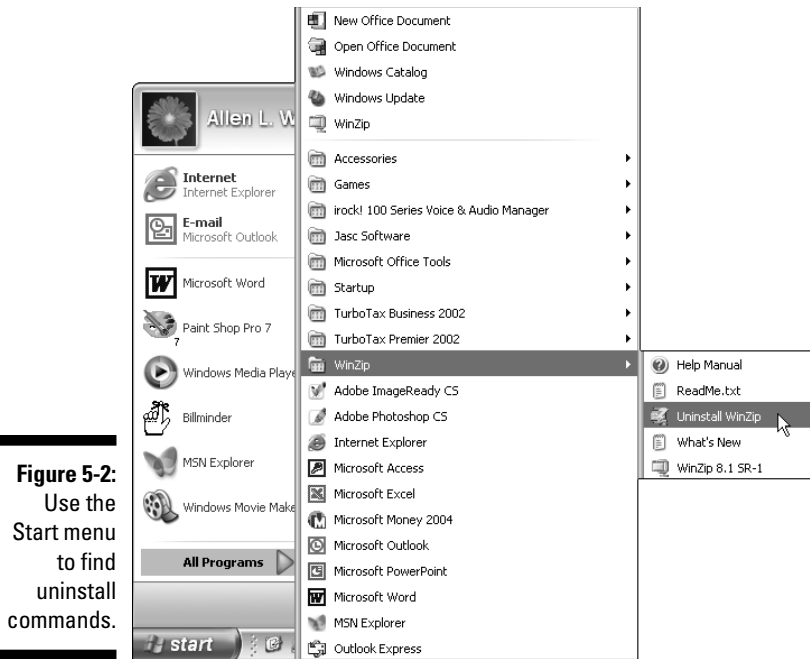 New Office Document
Open Office Document
Windows Catalog
Windows Update
WinZip
Accessories
Games
irock! 100 Series Voice & Audio Manager
Jasc Software
Microsoft Office Tools
Startup
TurboTax Business 2002
TurboTax Premier 2002
WinZip
Adobe ImageReady CS
Adobe Photoshop CS
Internet Explorer
Microsoft Access
Microsoft Excel
Microsoft Money 2004
Microsoft Outlook
Microsoft PowerPoint
Microsoft Word
MSN Explorer
Outlook Express
Allen L. W
Internet
Internet Explorer
E-mail
Microsoft Outlook
Microsoft Word
Paint Shop Pro 7
7
Windows Media Playe
Billminder
MSN Explorer
Windows Movie Make
All Programs
start
Help Manual
ReadMe.txt
Uninstall WinZip
What's New
WinZip 8.1 SR-1
Figure 5-2:
Use the
Start menu
to find
uninstall
commands.